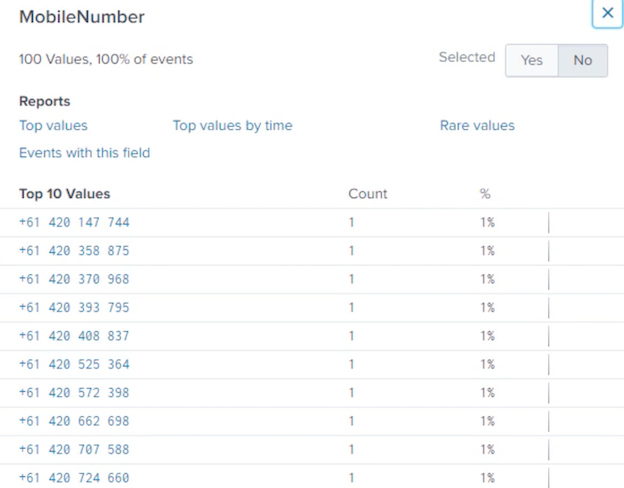 MobileNumber
100 Values, 100% of events
Selected Yes No
Reports
Top values Top values by time Rare values
Events with this field
Top 10 Values Count %
+61 420 147 744 1 1%
+61 420 358 875 1 1%
+61 420 370 968 1 1%
+61 420 393 795 1 1%
+61 420 408 837 1 1%
+61 420 525 364 1 1%
+61 420 572 398 1 1%
+61 420 662 698 1 1%
+61 420 707 588 1 1%
+61 420 724 660 1 1%